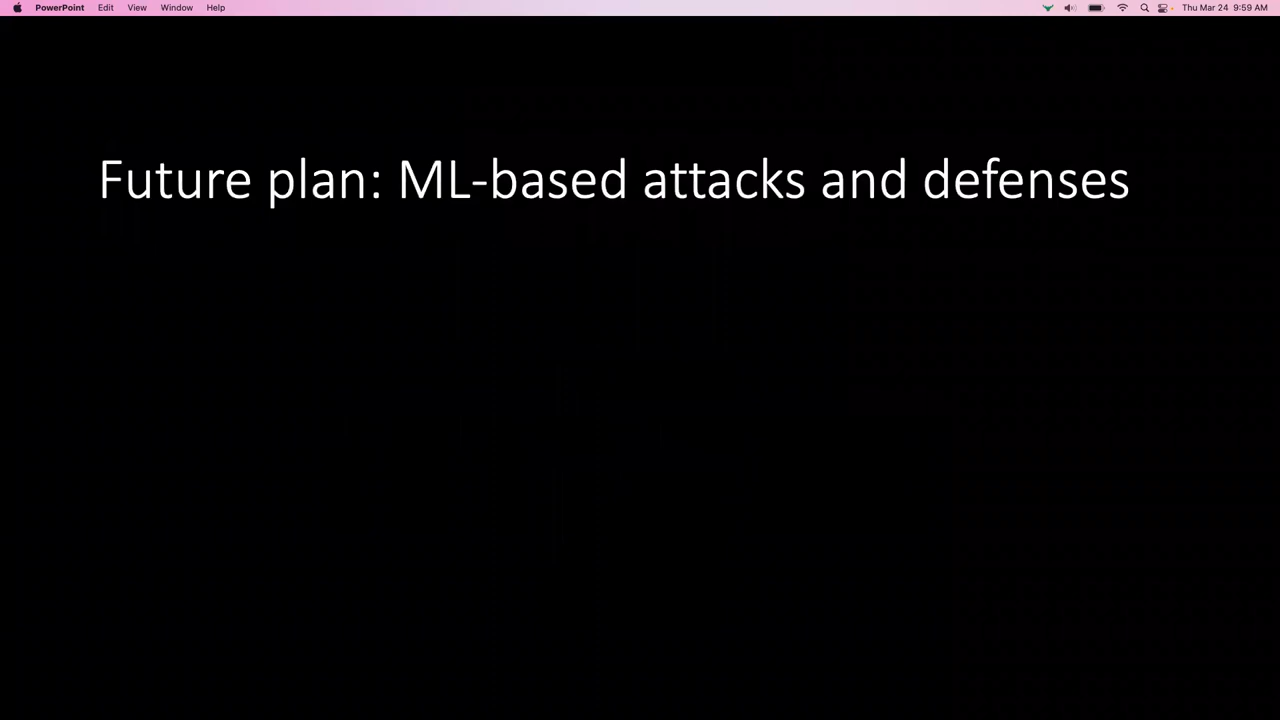 PowerPoint Edit View Window Help Thu Mar 24 9:59 AM
Future plan: ML-based attacks and defenses